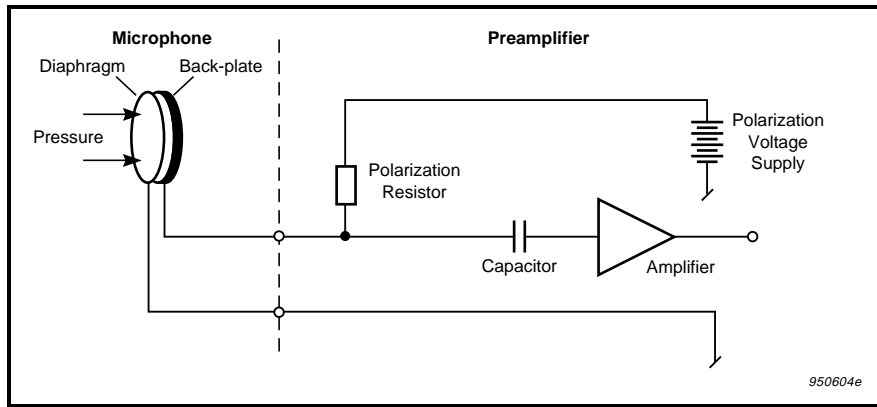 Microphone
Preamplifier
Diaphragm
Back-plate
Pressure
Polarization
Resistor
Polarization
Voltage
Supply
Capacitor
Amplifier
950604e